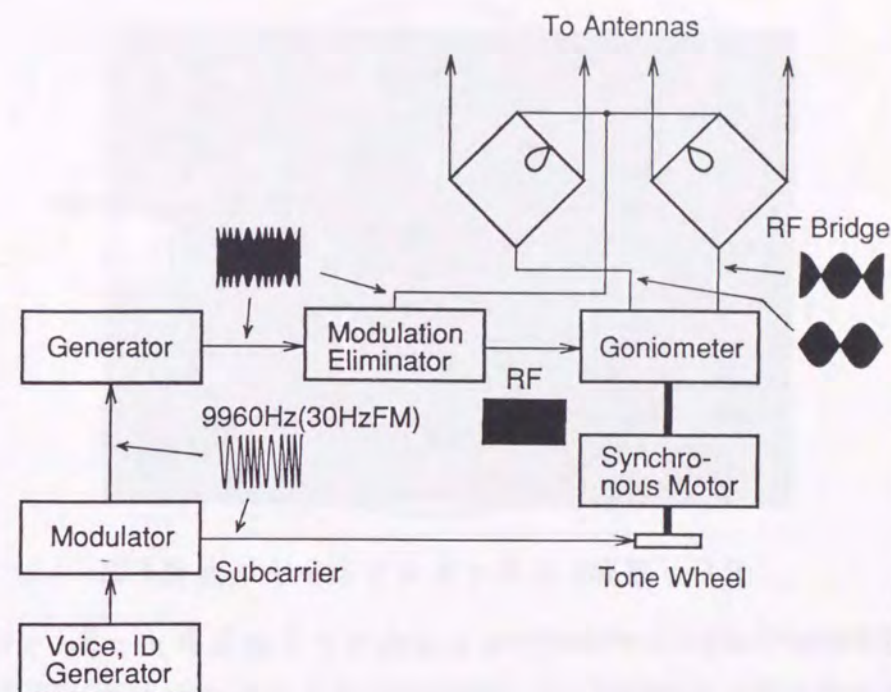 To Antennas
RF Bridge
Generator
Modulation
Eliminator
Goniometer
RF
9960Hz(30HzFM)
Synchro-
nous Motor
Modulator
Subcarrier
Tone Wheel
Voice, ID
Generator